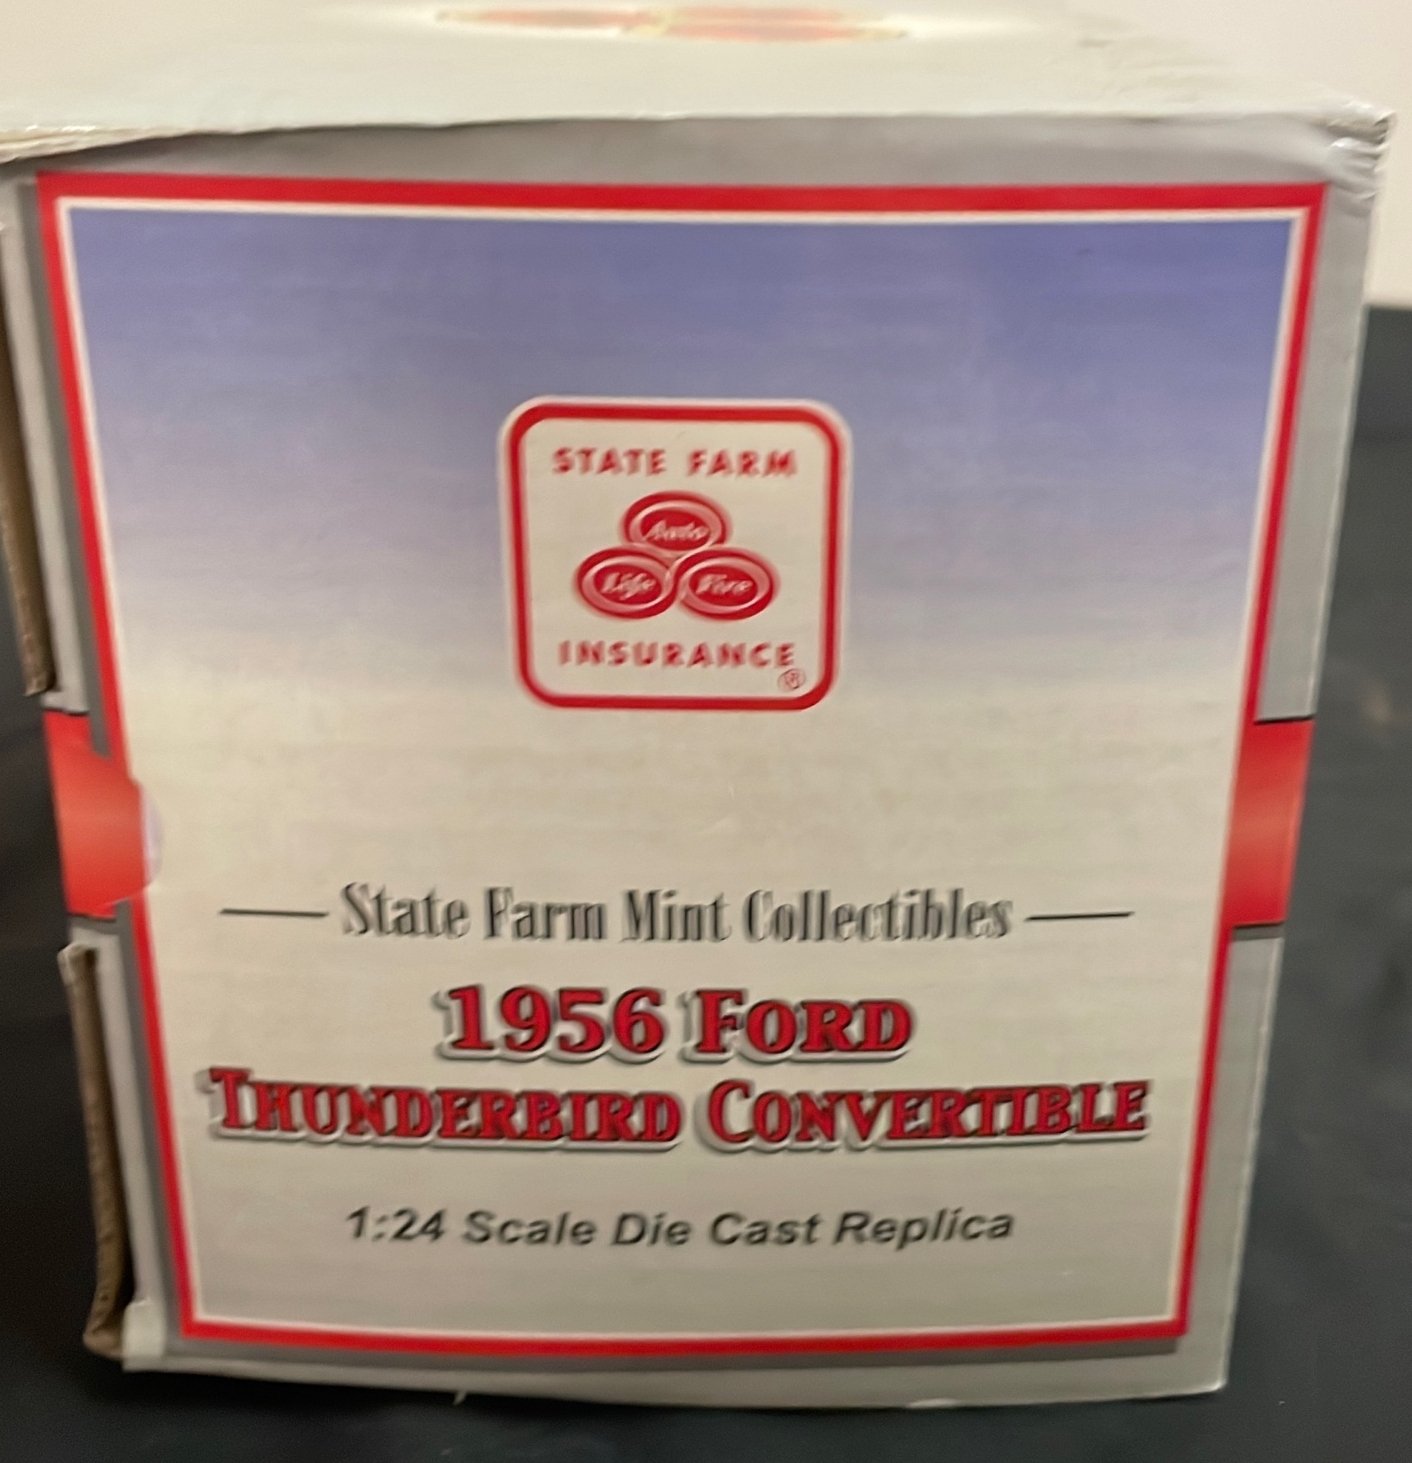 STATE FARM
Auto
Life Fire
INSURANCE
®
State Farm Mint Collectibles
1956 FORD
THUNDERBIRD CONVERTIBLE
1:24 Scale Die Cast Replica